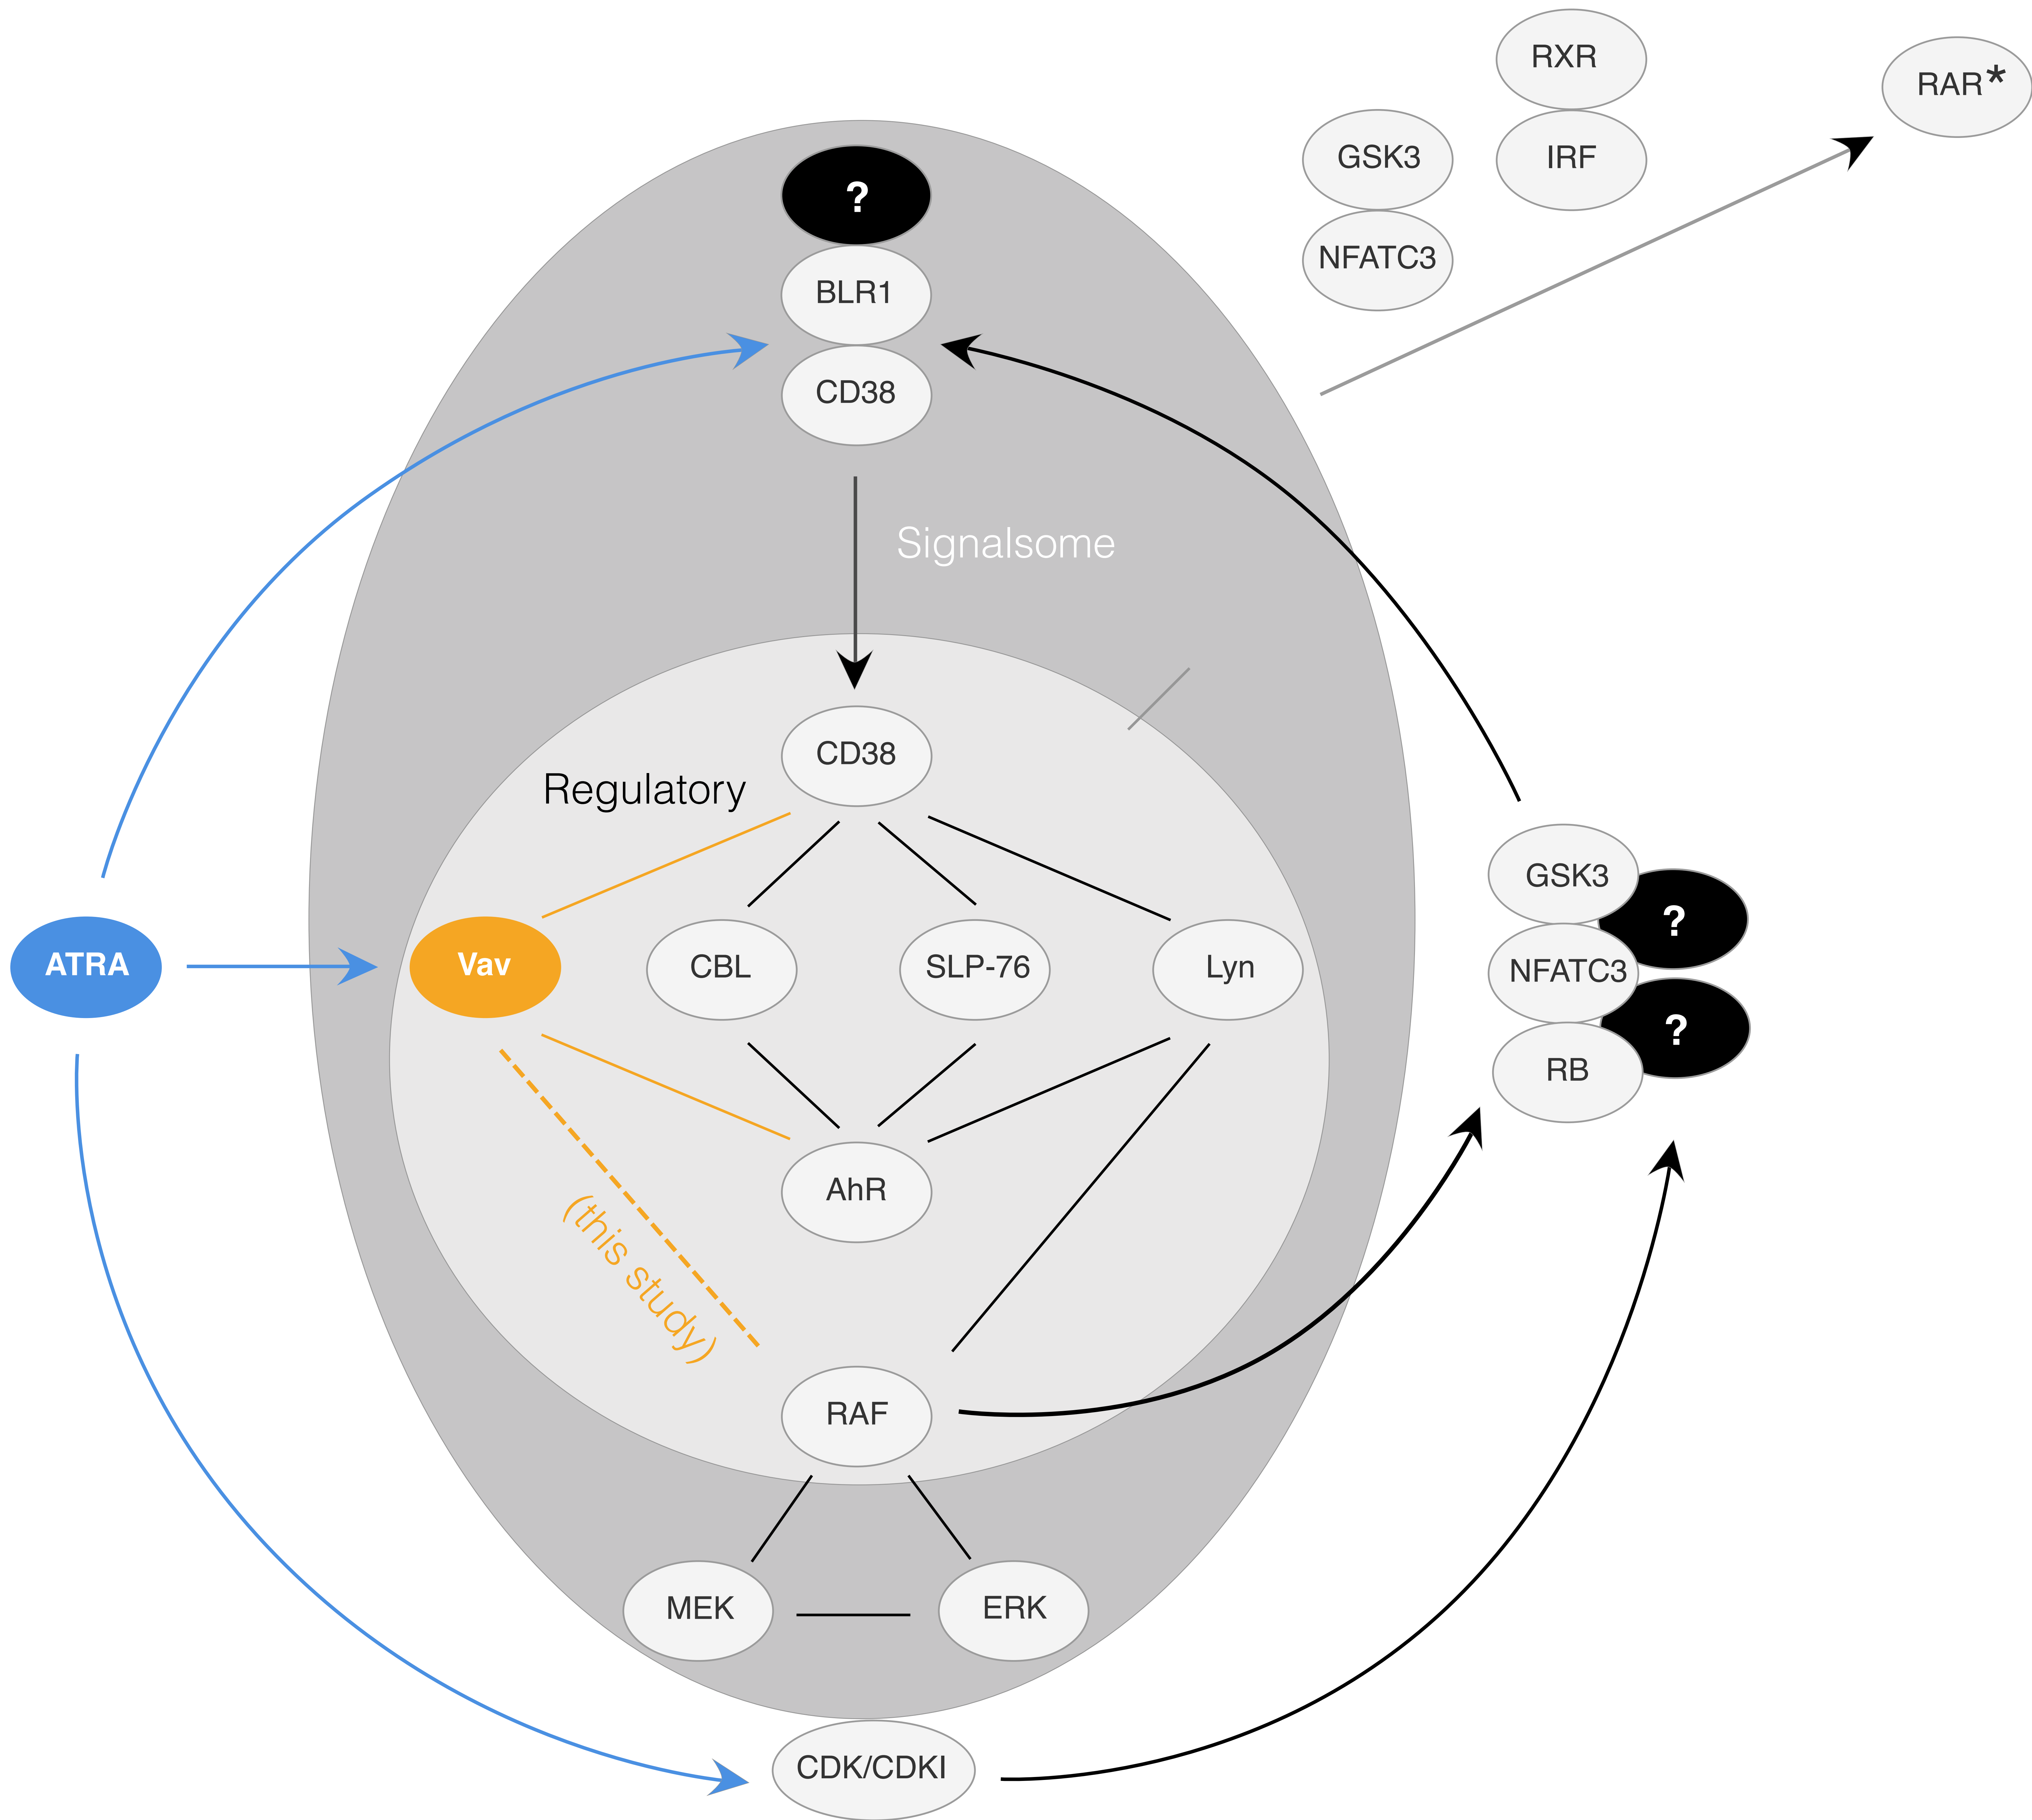 RXR
RAR*
GSK3
IRF
?
NFATC3
BLR1
CD38
Signalsome
CD38
Regulatory
GSK3
?
ATRA
Vav
CBL
SLP-76
Lyn
NFATC3
?
RB
AhR
(this study)
RAF
MEK
ERK
CDK/CDKI